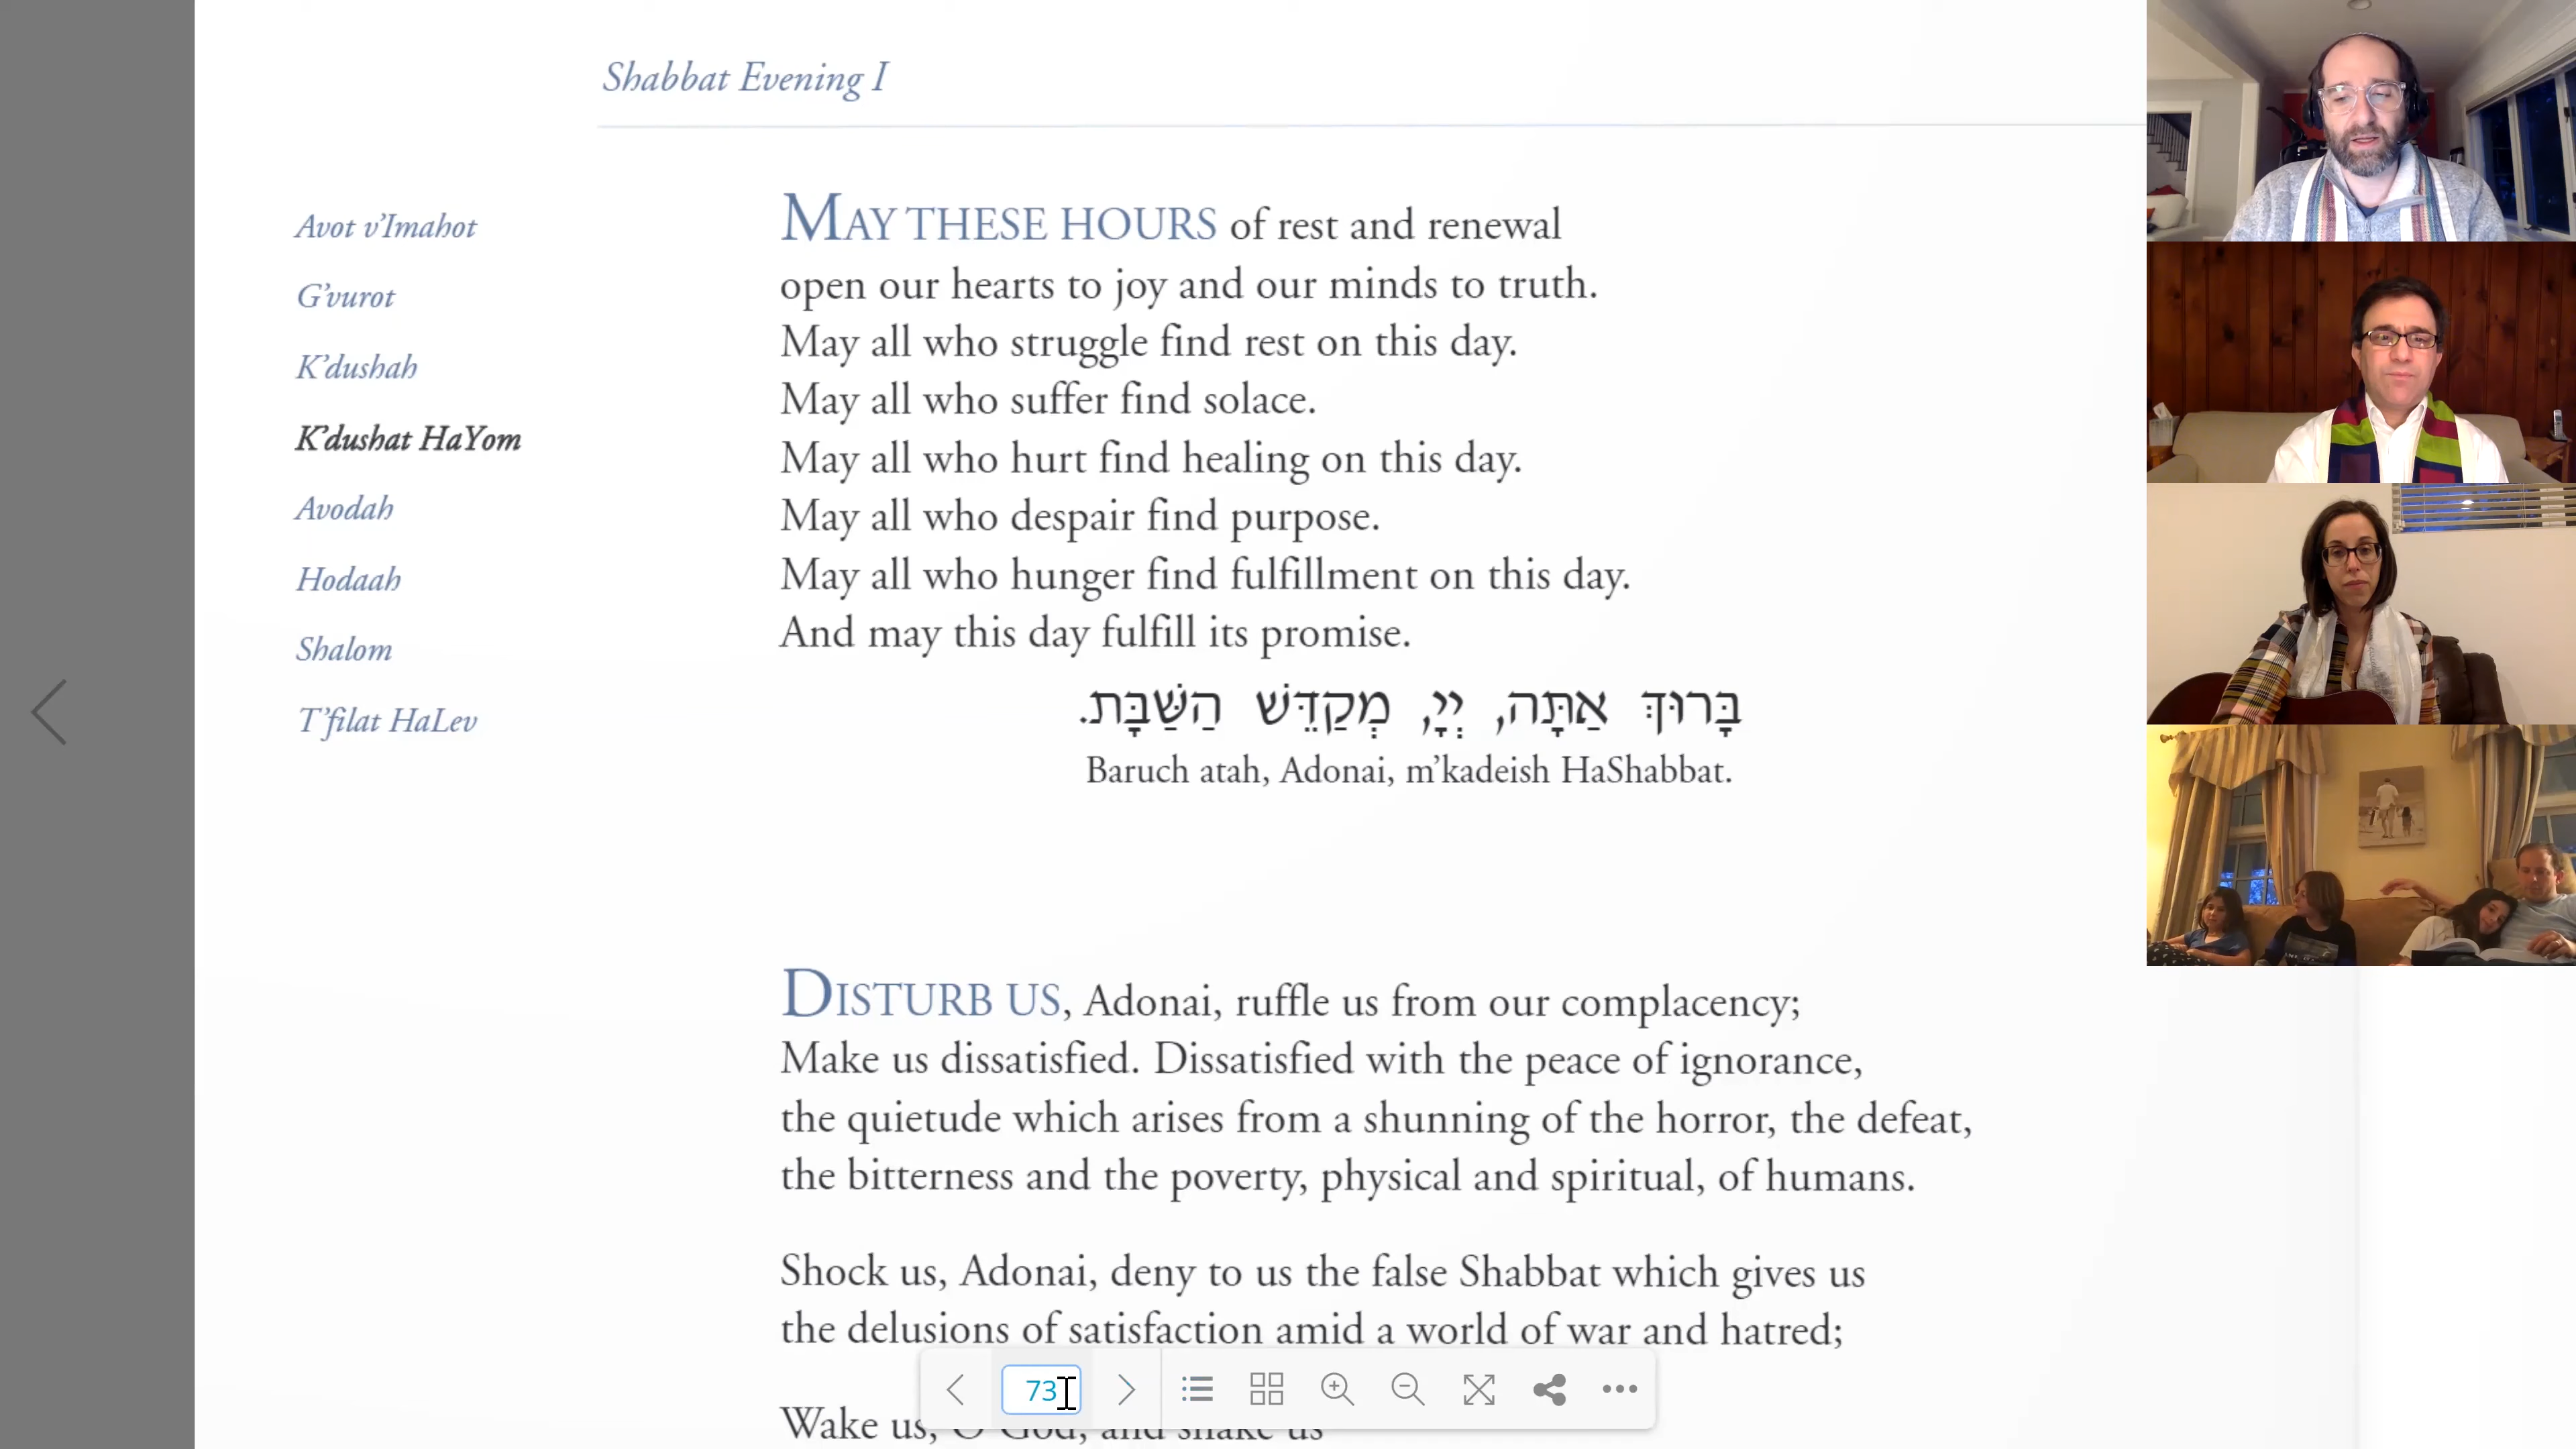 Shabbat Evening I
Avot v'Imahot
G'vurot
K'dushah
K'dushat HaYom
Avodah
Hodaah
Shalom
T'filat HaLev
MAY THESE HOURS of rest and renewal
open our hearts to joy and our minds to truth.
May all who struggle find rest on this day.
May all who suffer find solace.
May all who hurt find healing on this day.
May all who despair find purpose.
May all who hunger find fulfillment on this day.
And may this day fulfill its promise.
בָּרוּךְ אַתָּה, יְיָ, מְקַדֵּשׁ הַשַּׁבָּת.
Baruch atah, Adonai, m'kadeish HaShabbat.
DISTURB US, Adonai, ruffle us from our complacency;
Make us dissatisfied. Dissatisfied with the peace of ignorance,
the quietude which arises from a shunning of the horror, the defeat,
the bitterness and the poverty, physical and spiritual, of humans.
Shock us, Adonai, deny to us the false Shabbat which gives us
the delusions of satisfaction amid a world of war and hatred;
Wake us, O God, and shake us
73